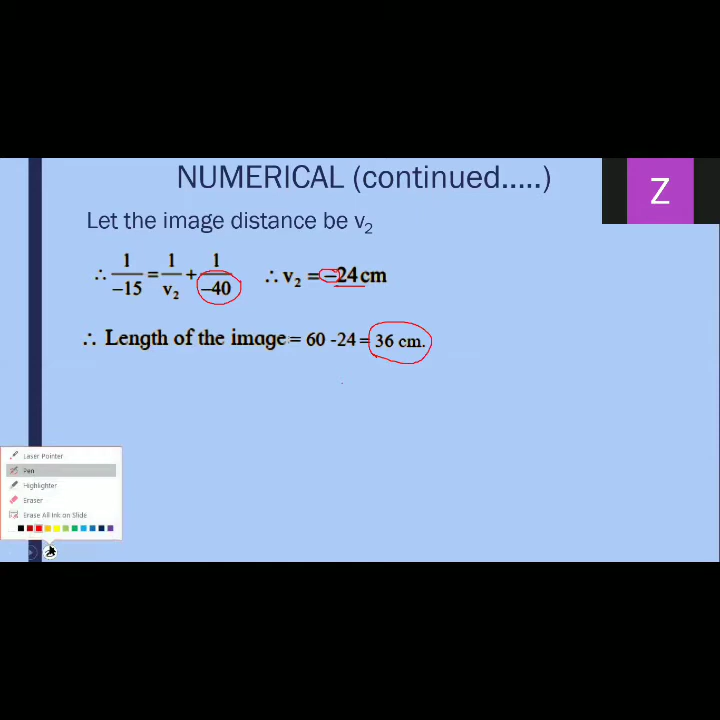 NUMERICAL (continued.....)
Z
Let the image distance be v₂
∴ 1/−15 = 1/v₂ + 1/−40 ∴ v₂ = −24 cm
∴ Length of the image = 60 -24 = 36 cm.
Laser Pointer
Pen
Highlighter
Eraser
Erase All Ink on Slide